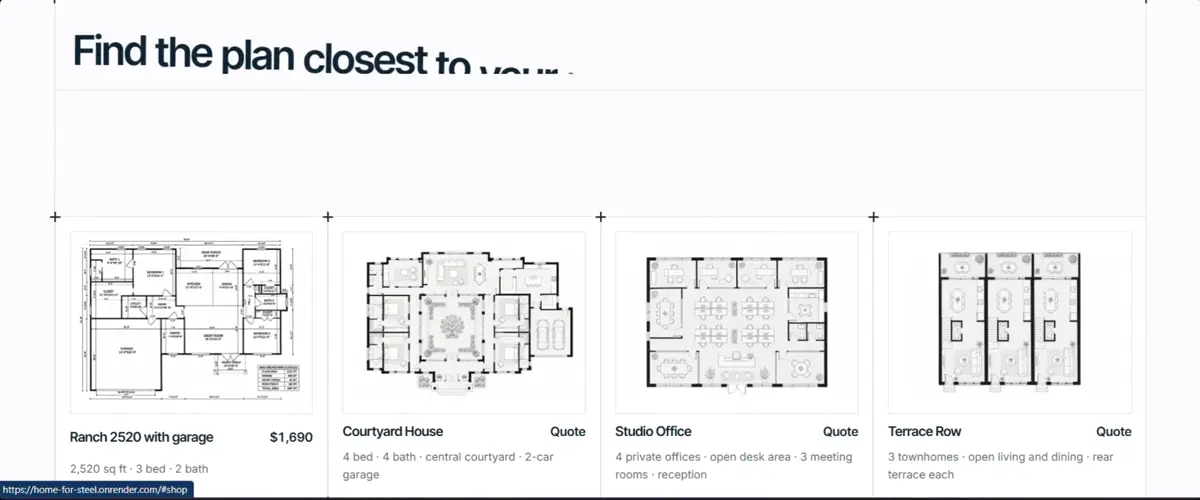 Find the plan closest to your
Ranch 2520 with garage
$1,690
2,520 sq ft · 3 bed · 2 bath
Courtyard House
Quote
4 bed · 4 bath · central courtyard · 2-car
garage
Studio Office
Quote
4 private offices · open desk area · 3 meeting
rooms · reception
Terrace Row
Quote
3 townhomes · open living and dining · rear
terrace each
https://home-for-steel.onrender.com/#shop